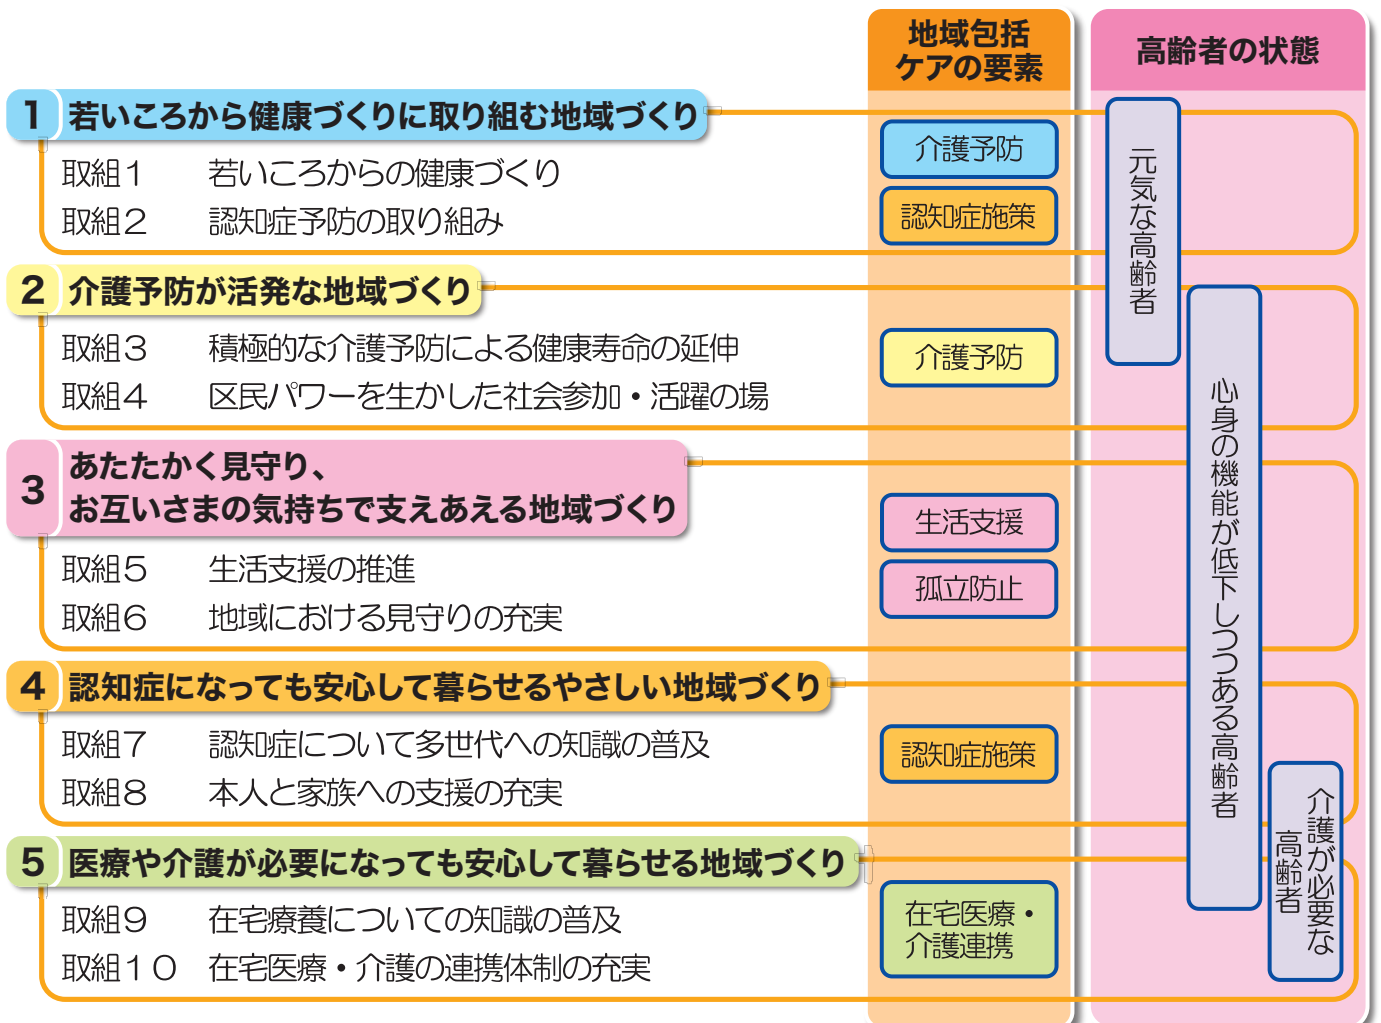 地域包括
ケアの要素
高齢者の状態
1 若いころから健康づくりに取り組む地域づくり
取組1 若いころからの健康づくり
取組2 認知症予防の取り組み
介護予防
認知症施策
元気な高齢者
2 介護予防が活発な地域づくり
取組3 積極的な介護予防による健康寿命の延伸
取組4 区民パワーを生かした社会参加・活躍の場
介護予防
心身の機能が低下しつつある高齢者
3 あたたかく見守り、
お互いさまの気持ちで支えあえる地域づくり
取組5 生活支援の推進
取組6 地域における見守りの充実
生活支援
孤立防止
4 認知症になっても安心して暮らせるやさしい地域づくり
取組7 認知症について多世代への知識の普及
取組8 本人と家族への支援の充実
認知症施策
介護が必要な
高齢者
5 医療や介護が必要になっても安心して暮らせる地域づくり
取組9 在宅療養についての知識の普及
取組10 在宅医療・介護の連携体制の充実
在宅医療・
介護連携